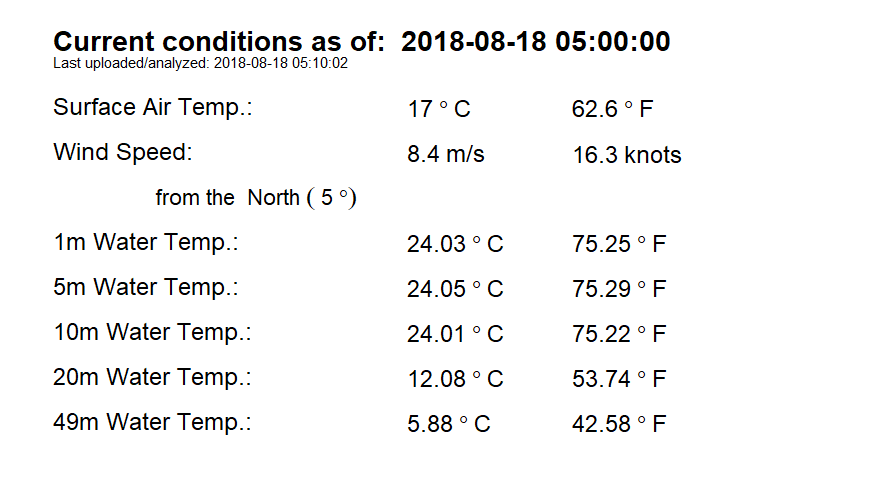 Current conditions as of: 2018-08-18 05:00:00
Last uploaded/analyzed: 2018-08-18 05:10:02
Surface Air Temp.: 17 ° C 62.6 ° F
Wind Speed: 8.4 m/s 16.3 knots
from the North ( 5 °)
1m Water Temp.: 24.03 ° C 75.25 ° F
5m Water Temp.: 24.05 ° C 75.29 ° F
10m Water Temp.: 24.01 ° C 75.22 ° F
20m Water Temp.: 12.08 ° C 53.74 ° F
49m Water Temp.: 5.88 ° C 42.58 ° F